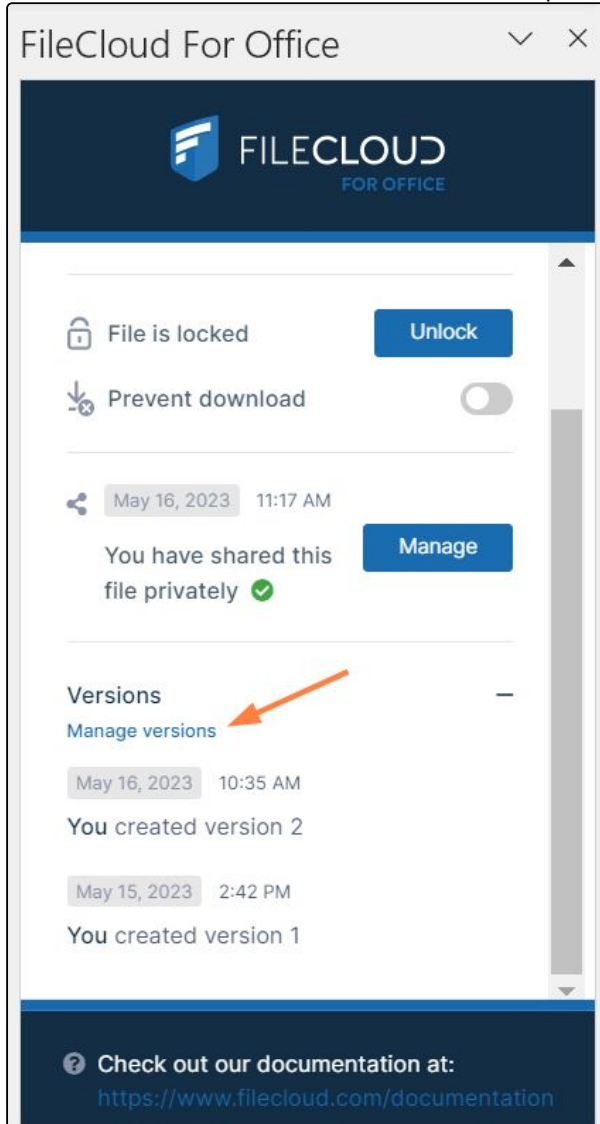 FileCloud For Office
FILECLOUD
FOR OFFICE
File is locked
Unlock
Prevent download
May 16, 2023 11:17 AM
You have shared this
file privately
Manage
Versions
Manage versions
May 16, 2023 10:35 AM
You created version 2
May 15, 2023 2:42 PM
You created version 1
Check out our documentation at:
https://www.filecloud.com/documentation